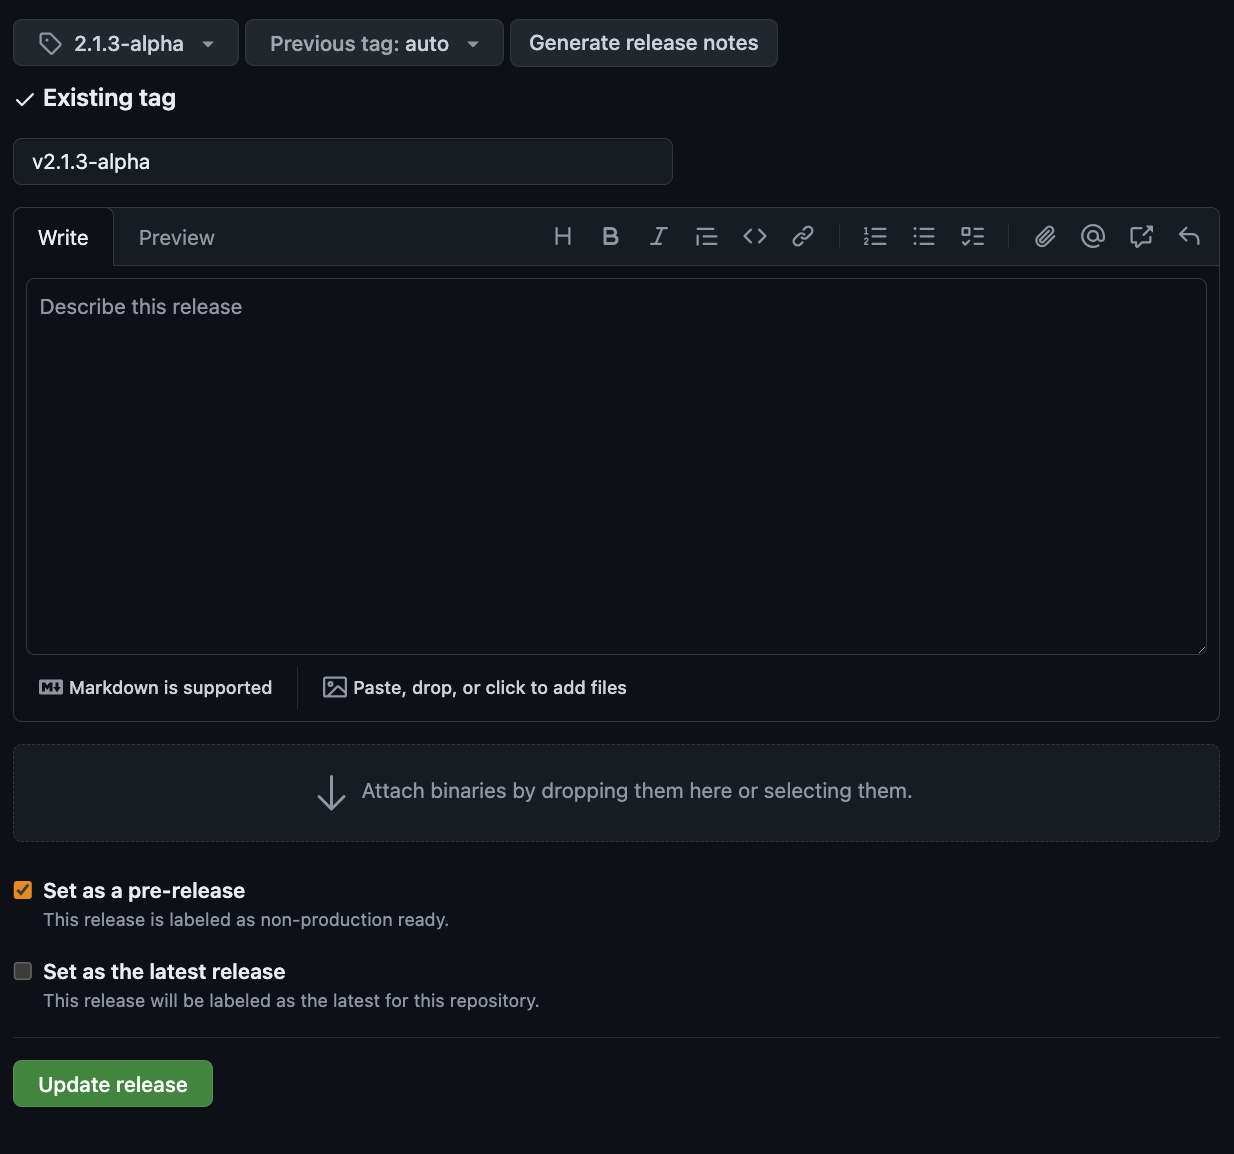 2.1.3-alpha
Previous tag: auto
Generate release notes
Existing tag
v2.1.3-alpha
Write
Preview
Describe this release
Markdown is supported
Paste, drop, or click to add files
Attach binaries by dropping them here or selecting them.
Set as a pre-release
This release is labeled as non-production ready.
Set as the latest release
This release will be labeled as the latest for this repository.
Update release